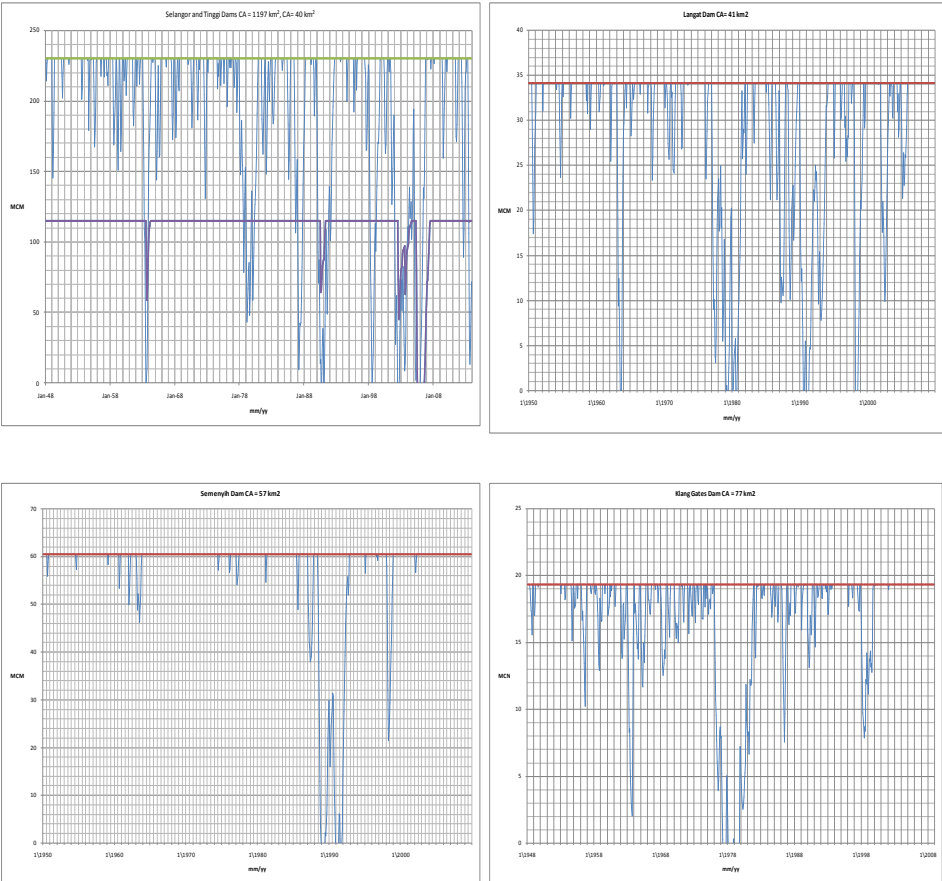 Selangor and Tinggi Dams CA = 1197 km², CA= 40 km²
250
200
150
MCM
100
50
0
Jan-48 Jan-58 Jan-68 Jan-78 Jan-88 Jan-98 Jan-08
mm/yy
Langat Dam CA= 41 km2
40
35
30
25
MCM
20
15
10
5
0
1\1950 1\1960 1\1970 1\1980 1\1990 1\2000
mm/yy
Semenyih Dam CA = 57 km2
70
60
50
40
MCM
30
20
10
0
1\1950 1\1960 1\1970 1\1980 1\1990 1\2000
mm/yy
Klang Gates Dam CA = 77 km2
25
20
15
MCN
10
5
0
1\1948 1\1958 1\1968 1\1978 1\1988 1\1998 1\2008
mm/yy